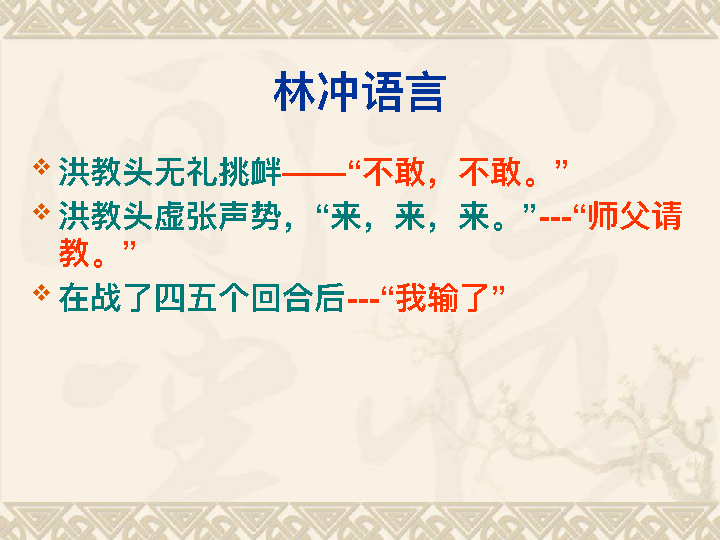 林冲语言
洪教头无礼挑衅——“不敢，不敢。”
洪教头虚张声势，“来，来，来。”---“师父请
教。”
在战了四五个回合后---“我输了”